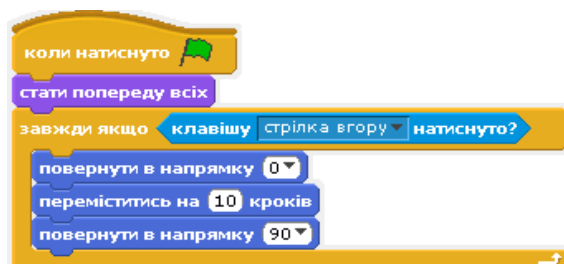 коли натиснуто
стати попереду всіх
завжди якщо клавішу стрілка вгору натиснуто?
повернути в напрямку 0
переміститись на 10 кроків
повернути в напрямку 90